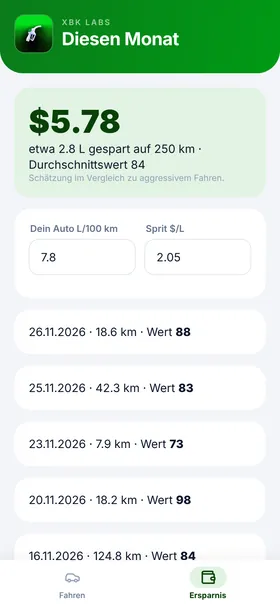 XBK LABS
Diesen Monat
$5.78
etwa 2.8 L gespart auf 250 km ·
Durchschnittswert 84
Schätzung im Vergleich zu aggressivem Fahren.
Dein Auto L/100 km
Sprit $/L
7.8
2.05
26.11.2026 · 18.6 km · Wert 88
25.11.2026 · 42.3 km · Wert 83
23.11.2026 · 7.9 km · Wert 73
20.11.2026 · 18.2 km · Wert 98
16.11.2026 · 124.8 km · Wert 84
Fahren
Ersparnis